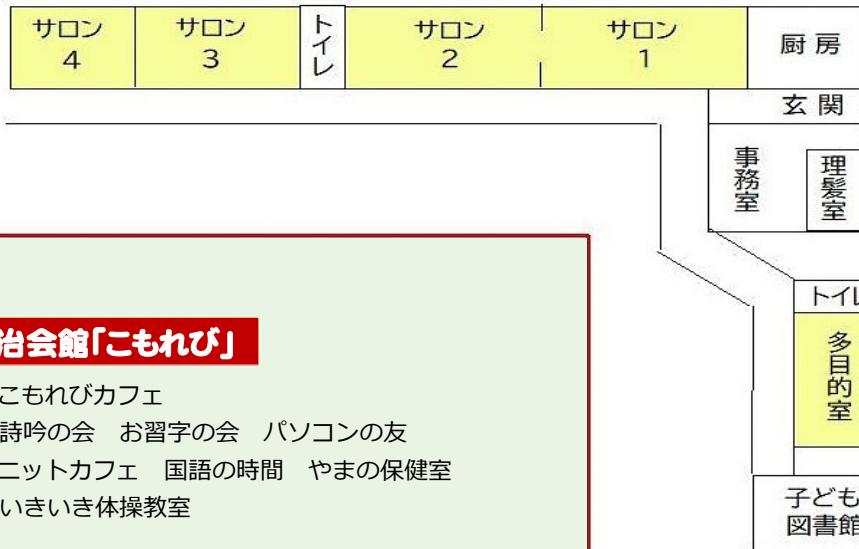 サロン
4
サロン
3
トイレ
サロン
2
サロン
1
厨 房
玄 関
事務室
理髪室
トイレ
多目的室
子ども
図書館
治会館「こもれび」
こもれびカフェ
詩吟の会　お習字の会　パソコンの友
ニットカフェ　国語の時間　やまの保健室
いきいき体操教室